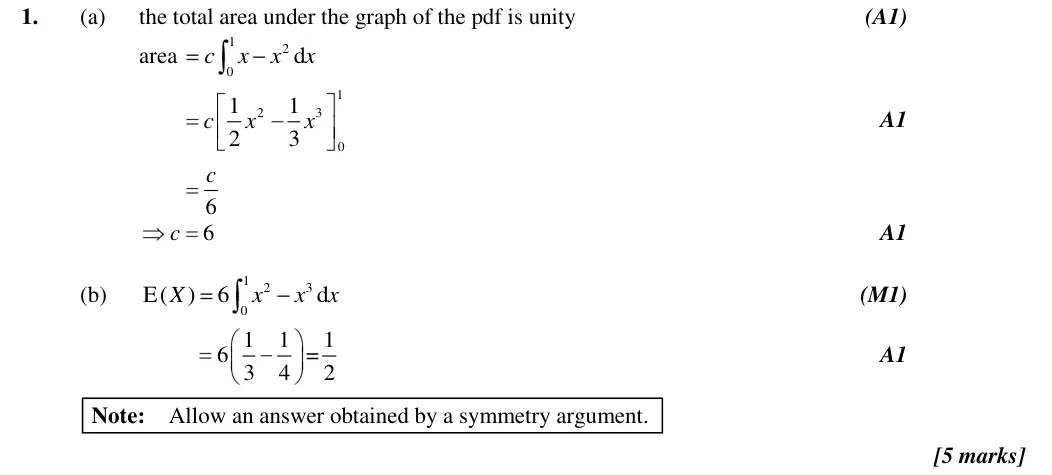 1. (a) the total area under the graph of the pdf is unity (A1)
area = c∫₀¹ x − x² dx
= c[1/2 x² − 1/3 x³]₀¹ A1
= c/6
⇒ c = 6 A1
(b) E(X) = 6∫₀¹ x² − x³ dx (M1)
= 6(1/3 − 1/4) = 1/2 A1
Note: Allow an answer obtained by a symmetry argument.
[5 marks]